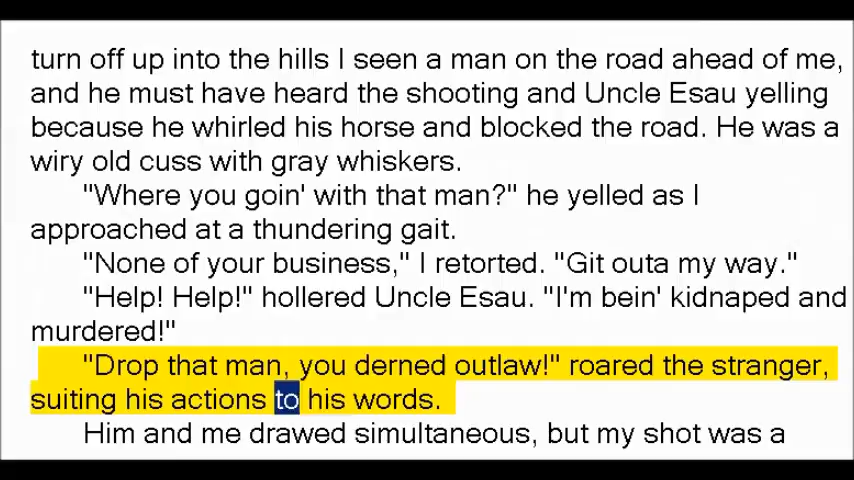 turn off up into the hills I seen a man on the road ahead of me,
and he must have heard the shooting and Uncle Esau yelling
because he whirled his horse and blocked the road. He was a
wiry old cuss with gray whiskers.
"Where you goin' with that man?" he yelled as I
approached at a thundering gait.
"None of your business," I retorted. "Git outa my way."
"Help! Help!" hollered Uncle Esau. "I'm bein' kidnaped and
murdered!"
"Drop that man, you derned outlaw!" roared the stranger,
suiting his actions to his words.
Him and me drawed simultaneous, but my shot was a